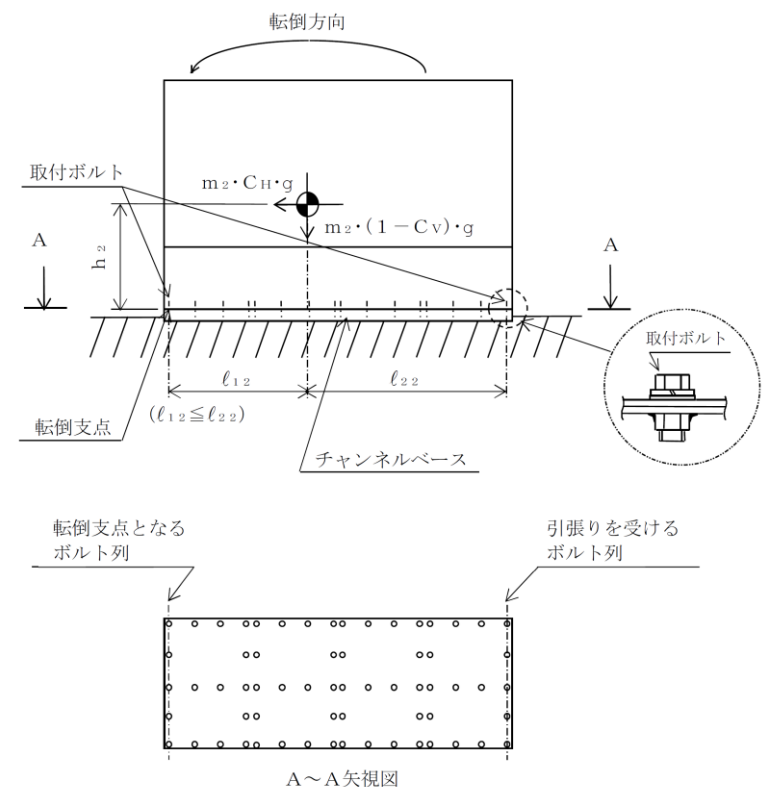 転倒方向
取付ボルト
m₂・CH・g
m₂・(1－CV)・g
A
A
h₂
取付ボルト
ℓ₁₂
ℓ₂₂
(ℓ₁₂≦ℓ₂₂)
転倒支点
チャンネルベース
転倒支点となる
ボルト列
引張りを受ける
ボルト列
A～A矢視図